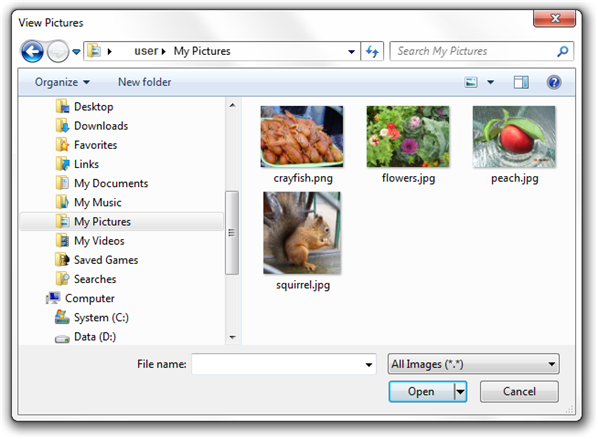 View Pictures
user My Pictures
Search My Pictures
Organize
New folder
Desktop
Downloads
Favorites
Links
My Documents
My Music
My Pictures
My Videos
Saved Games
Searches
Computer
System (C:)
Data (D:)
crayfish.png
flowers.jpg
peach.jpg
squirrel.jpg
File name:
All Images (*.*)
Open
Cancel